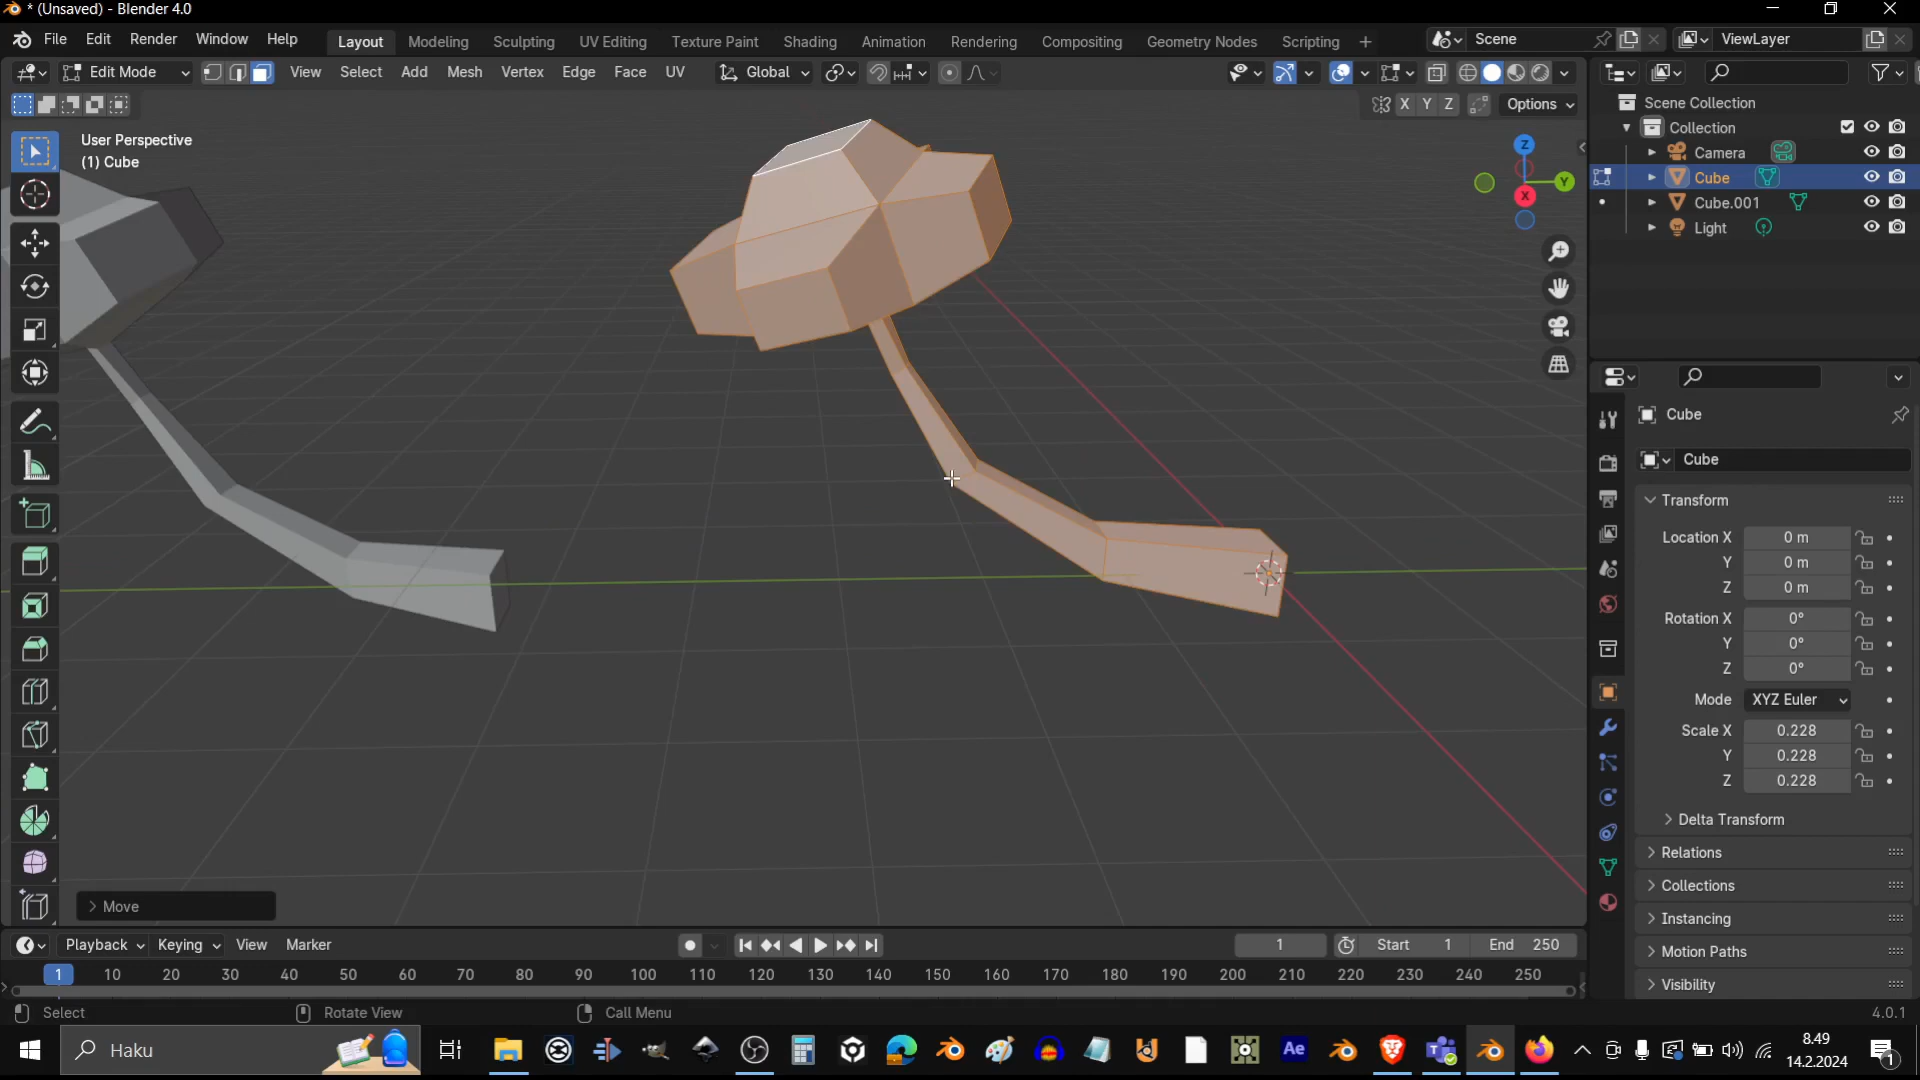 * (Unsaved) - Blender 4.0
File Edit Render Window Help Layout Modeling Sculpting UV Editing Texture Paint Shading Animation Rendering Compositing Geometry Nodes Scripting + Scene ViewLayer
Edit Mode View Select Add Mesh Vertex Edge Face UV Global
X Y Z Options
User Perspective
(1) Cube
Z
Y
X
Scene Collection
Collection
Camera
Cube
Cube.001
Light
Cube
Cube
Transform
Location X 0 m
Y 0 m
Z 0 m
Rotation X 0°
Y 0°
Z 0°
Mode XYZ Euler
Scale X 0.228
Y 0.228
Z 0.228
Delta Transform
Relations
Collections
Instancing
Motion Paths
Visibility
Move
Playback Keying View Marker 1 Start 1 End 250
1 10 20 30 40 50 60 70 80 90 100 110 120 130 140 150 160 170 180 190 200 210 220 230 240 250
Select Rotate View Call Menu 4.0.1
Haku Ae 8.49
14.2.2024 1